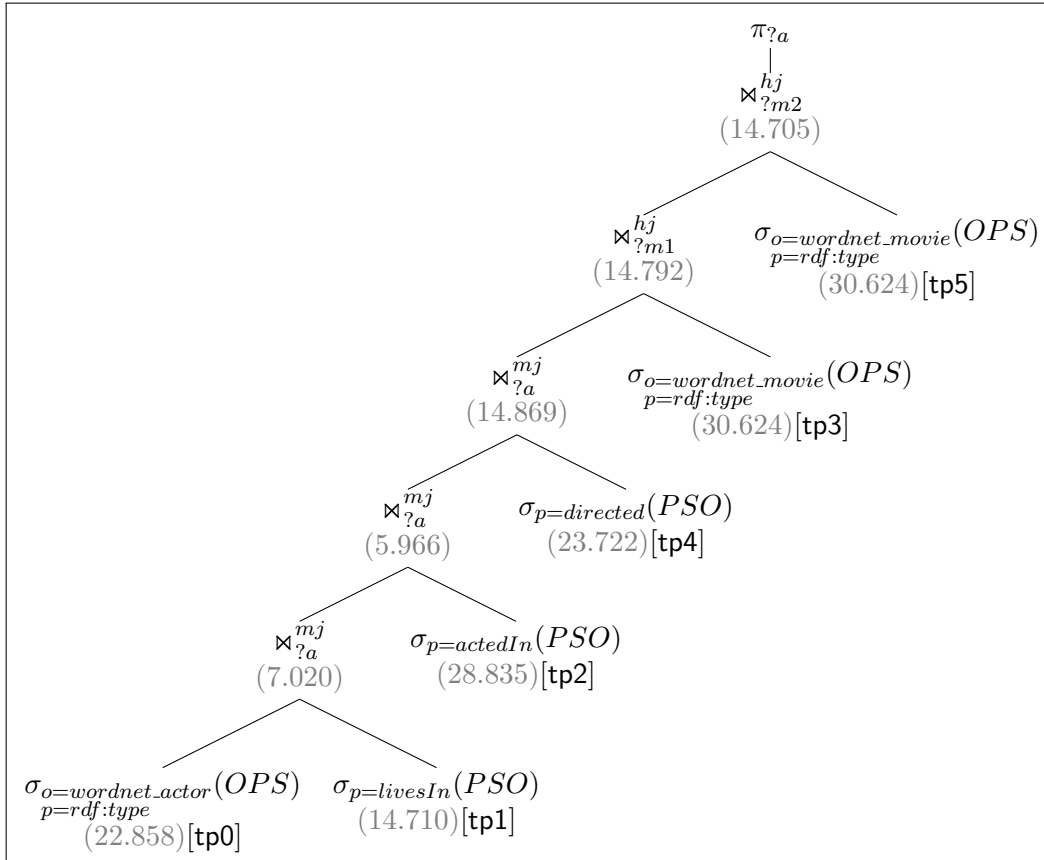 π?a
⋈hj?m2
(14.705)
⋈hj?m1 σo=wordnet_movie(OPS)
p=rdf:type
(14.792) (30.624)[tp5]
⋈mj?a σo=wordnet_movie(OPS)
p=rdf:type
(14.869) (30.624)[tp3]
⋈mj?a σp=directed(PSO)
(5.966) (23.722)[tp4]
⋈mj?a σp=actedIn(PSO)
(7.020) (28.835)[tp2]
σo=wordnet_actor(OPS) σp=livesIn(PSO)
p=rdf:type
(22.858)[tp0] (14.710)[tp1]